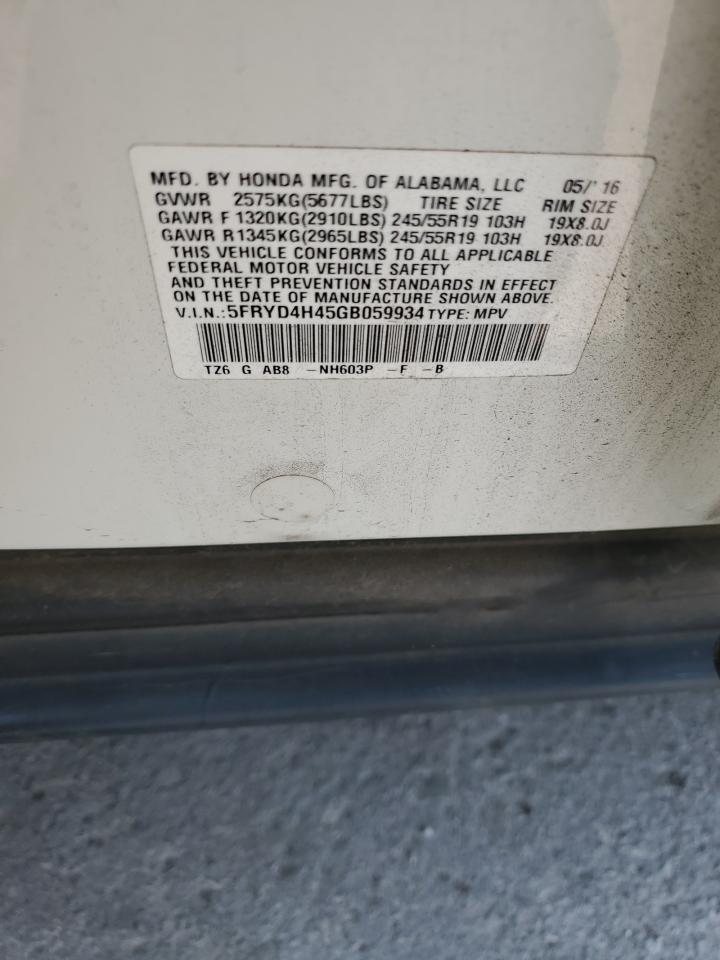 MFD. BY HONDA MFG. OF ALABAMA, LLC 05/'16
GVWR 2575KG(5677LBS) TIRE SIZE RIM SIZE
GAWR F 1320KG(2910LBS) 245/55R19 103H 19X8.0J
GAWR R 1345KG(2965LBS) 245/55R19 103H 19X8.0J
THIS VEHICLE CONFORMS TO ALL APPLICABLE
FEDERAL MOTOR VEHICLE SAFETY
AND THEFT PREVENTION STANDARDS IN EFFECT
ON THE DATE OF MANUFACTURE SHOWN ABOVE.
V.I.N.:5FRYD4H45GB059934 TYPE: MPV
TZ6 G AB8 -NH603P -F -B